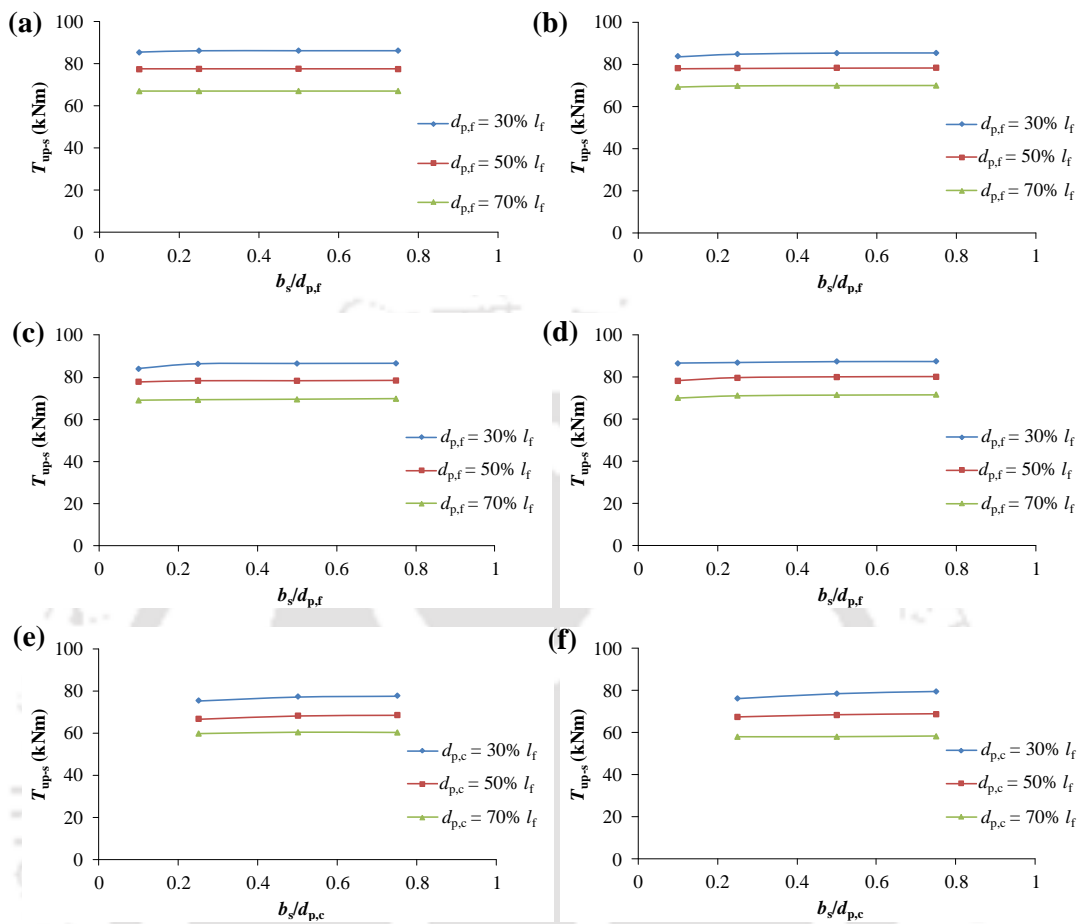 (a)
100
80
60
40
20
0
T_up-s (kNm)
0 0.2 0.4 0.6 0.8 1
b_s/d_p,f
d_p,f = 30% l_f
d_p,f = 50% l_f
d_p,f = 70% l_f
(b)
100
80
60
40
20
0
T_up-s (kNm)
0 0.2 0.4 0.6 0.8 1
b_s/d_p,f
d_p,f = 30% l_f
d_p,f = 50% l_f
d_p,f = 70% l_f
(c)
100
80
60
40
20
0
T_up-s (kNm)
0 0.2 0.4 0.6 0.8 1
b_s/d_p,f
d_p,f = 30% l_f
d_p,f = 50% l_f
d_p,f = 70% l_f
(d)
100
80
60
40
20
0
T_up-s (kNm)
0 0.2 0.4 0.6 0.8 1
b_s/d_p,f
d_p,f = 30% l_f
d_p,f = 50% l_f
d_p,f = 70% l_f
(e)
100
80
60
40
20
0
T_up-s (kNm)
0 0.2 0.4 0.6 0.8 1
b_s/d_p,c
d_p,c = 30% l_f
d_p,c = 50% l_f
d_p,c = 70% l_f
(f)
100
80
60
40
20
0
T_up-s (kNm)
0 0.2 0.4 0.6 0.8 1
b_s/d_p,c
d_p,c = 30% l_f
d_p,c = 50% l_f
d_p,c = 70% l_f